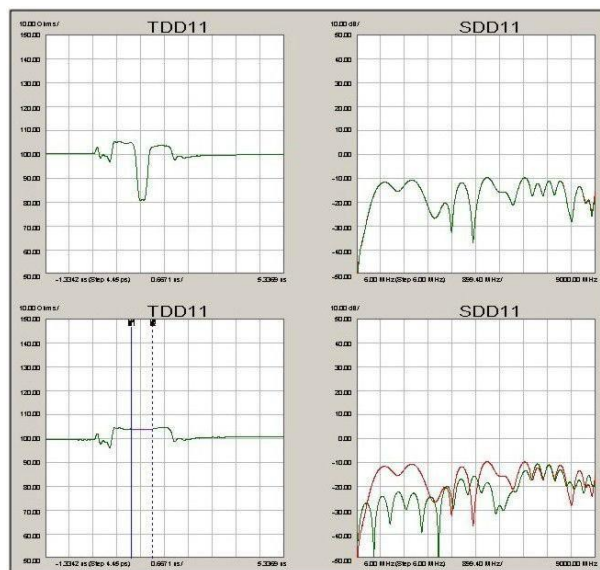 10.00 Ohms/
TDD11
150.00
140.00
130.00
120.00
110.00
100.00
90.00
80.00
70.00
60.00
50.00
-1.3342 ns (Step 4.45 ps)
0.6671 ns/
5.3369 ns
10.00 dB/
SDD11
50.00
40.00
30.00
20.00
10.00
0.00
-10.00
-20.00
-30.00
-40.00
-50.00
6.00 MHz (Step 6.00 MHz)
899.40 MHz/
9000.00 MHz
10.00 Ohms/
TDD11
150.00
140.00
130.00
120.00
110.00
100.00
90.00
80.00
70.00
60.00
50.00
-1.3342 ns (Step 4.45 ps)
0.6671 ns/
5.3369 ns
10.00 dB/
SDD11
50.00
40.00
30.00
20.00
10.00
0.00
-10.00
-20.00
-30.00
-40.00
-50.00
6.00 MHz (Step 6.00 MHz)
899.40 MHz/
9000.00 MHz